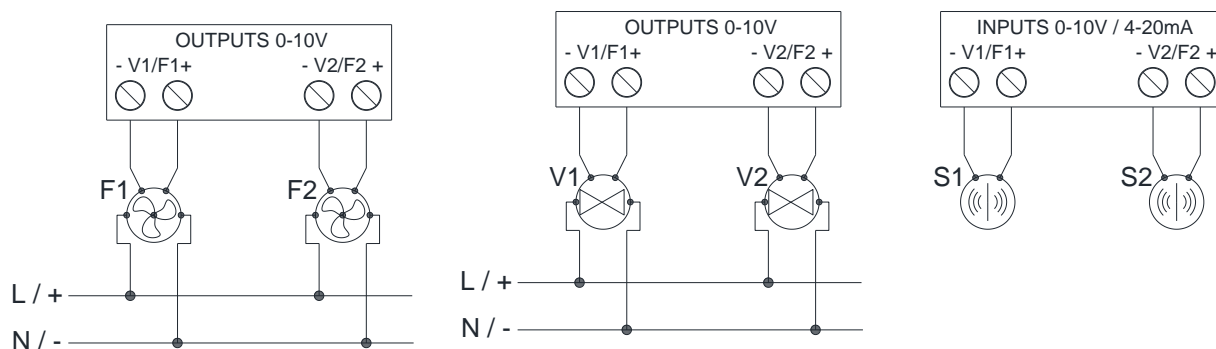 OUTPUTS 0-10V
- V1/F1+ - V2/F2 +
F1 F2
L / +
N / -
OUTPUTS 0-10V
- V1/F1+ - V2/F2 +
V1 V2
L / +
N / -
INPUTS 0-10V / 4-20mA
- V1/F1+ - V2/F2 +
S1 S2